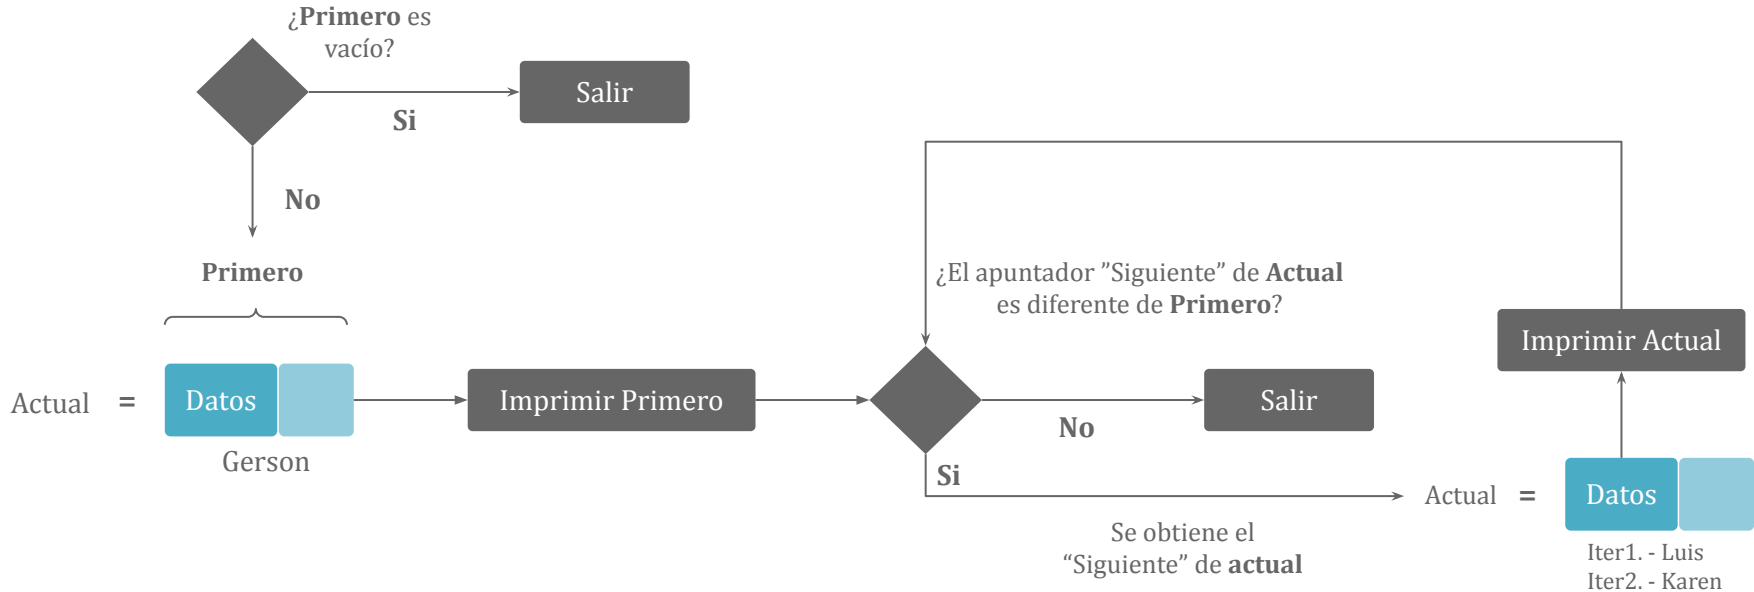 ¿Primero es
vacío?
Salir
Si
No
Primero
Actual =
Datos
Gerson
Imprimir Primero
¿El apuntador ”Siguiente” de Actual
es diferente de Primero?
Salir
No
Si
Se obtiene el
“Siguiente” de actual
Imprimir Actual
Actual =
Datos
Iter1. - Luis
Iter2. - Karen